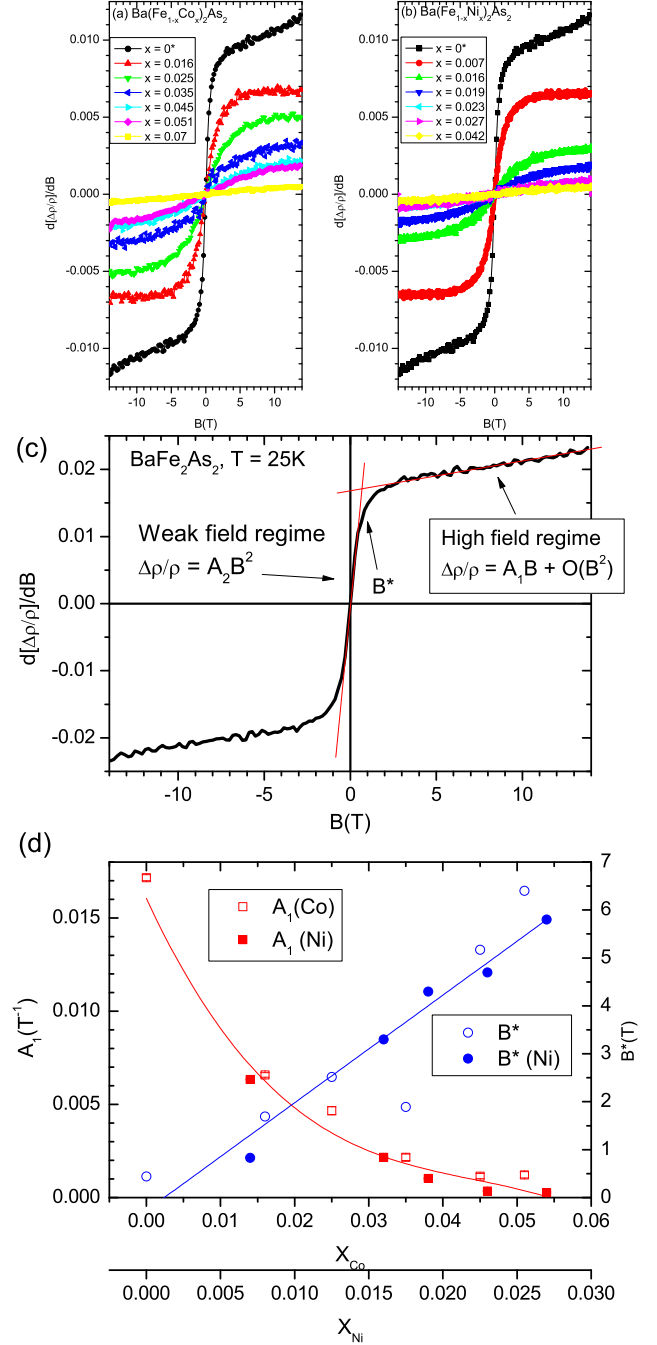 (a) Ba(Fe1-xCox)2As2
x = 0*
x = 0.016
x = 0.025
x = 0.035
x = 0.045
x = 0.051
x = 0.07
0.010
0.005
0.000
-0.005
-0.010
d[Δρ/ρ]/dB
-10 -5 0 5 10
B(T)
(b) Ba(Fe1-xNix)2As2
x = 0*
x = 0.007
x = 0.016
x = 0.019
x = 0.023
x = 0.027
x = 0.042
0.010
0.005
0.000
-0.005
-0.010
d[Δρ/ρ]/dB
-10 -5 0 5 10
B(T)
(c)
BaFe2As2, T = 25K
Weak field regime
Δρ/ρ = A2B²
B*
High field regime
Δρ/ρ = A1B + O(B²)
0.02
0.01
0.00
-0.01
-0.02
d[Δρ/ρ]/dB
-10 -5 0 5 10
B(T)
(d)
A1(Co)
A1 (Ni)
B*
B* (Ni)
0.015
0.010
0.005
0.000
A1(T⁻¹)
7
6
5
4
3
2
1
0
B*(T)
0.00 0.01 0.02 0.03 0.04 0.05 0.06
XCo
0.000 0.005 0.010 0.015 0.020 0.025 0.030
XNi